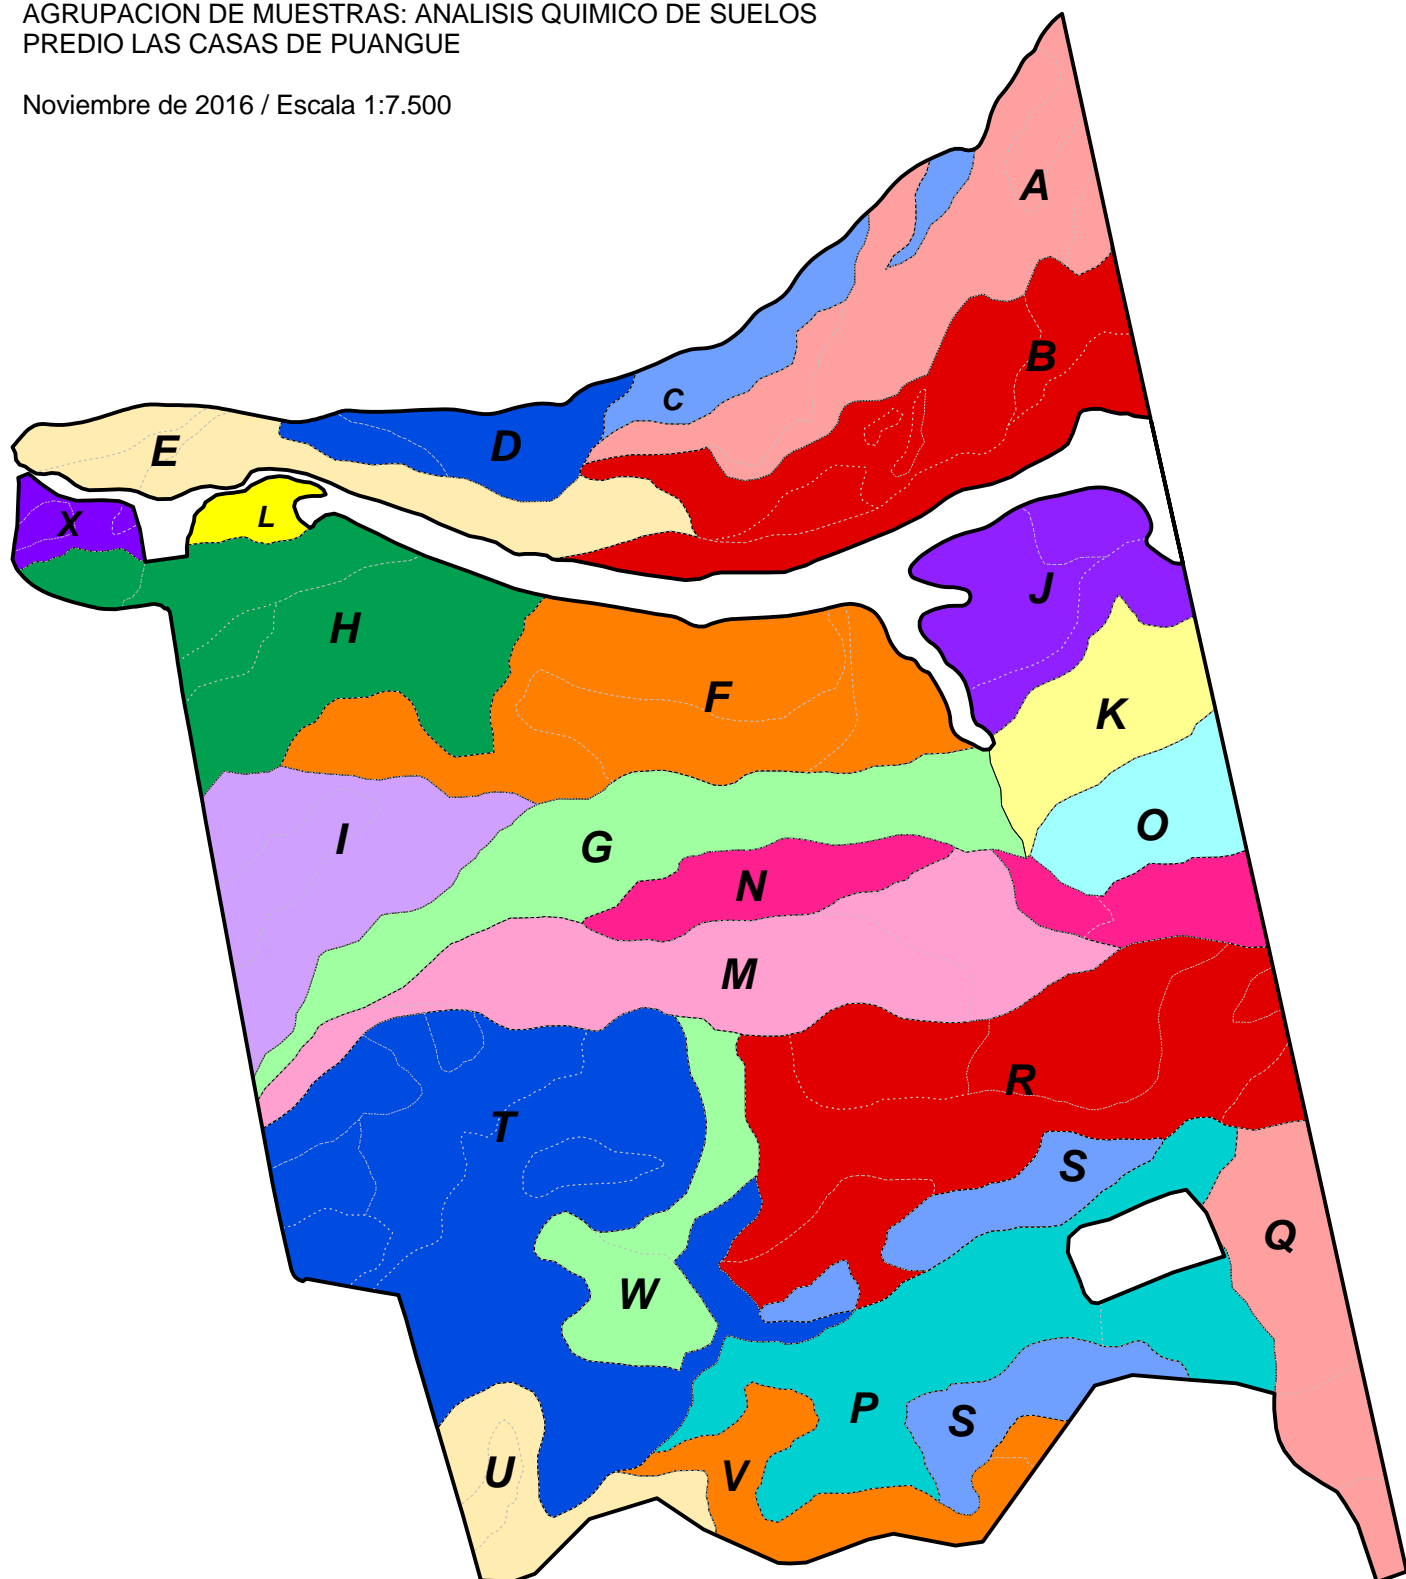 AGRUPACION DE MUESTRAS: ANALISIS QUIMICO DE SUELOS
PREDIO LAS CASAS DE PUANGUE
Noviembre de 2016 / Escala 1:7.500
A
B
C
D
E
L
X
J
H
F
K
O
I
G
N
M
R
T
S
Q
W
P
S
U
V